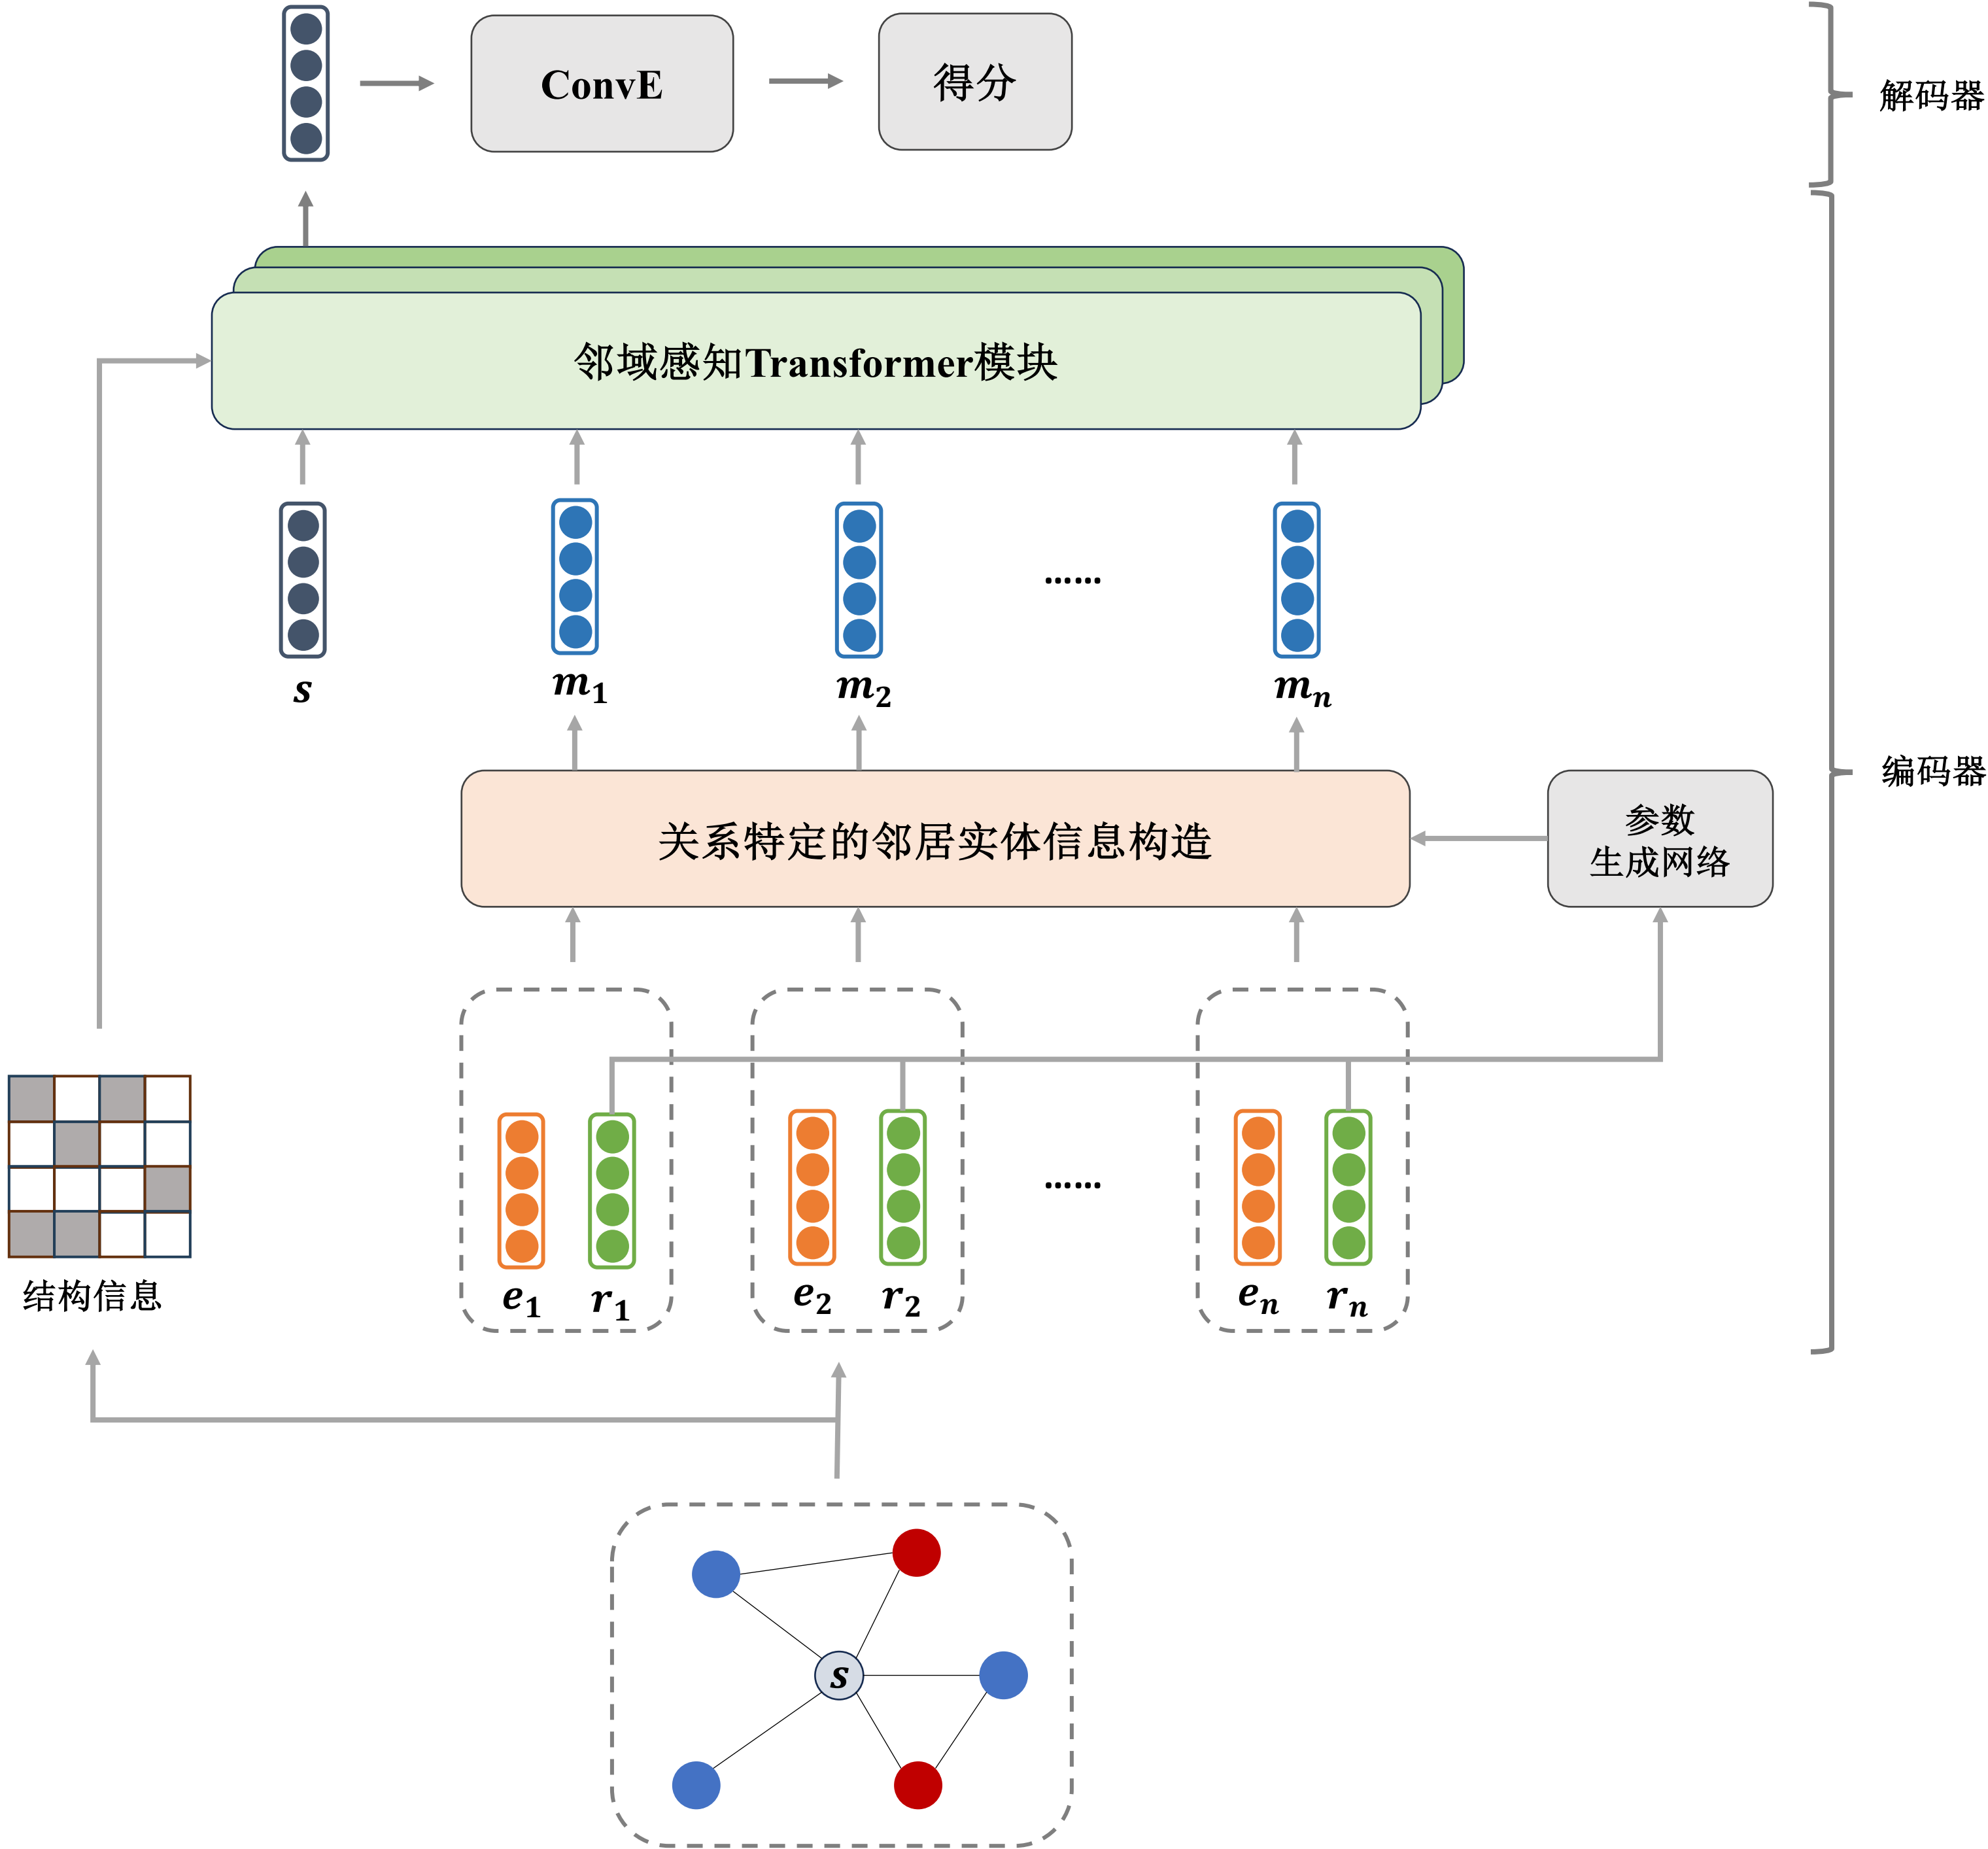 ConvE
得分
解码器
邻域感知Transformer模块
……
s
m1
m2
mn
编码器
关系特定的邻居实体信息构造
参数
生成网络
……
e1
r1
e2
r2
en
rn
结构信息
s